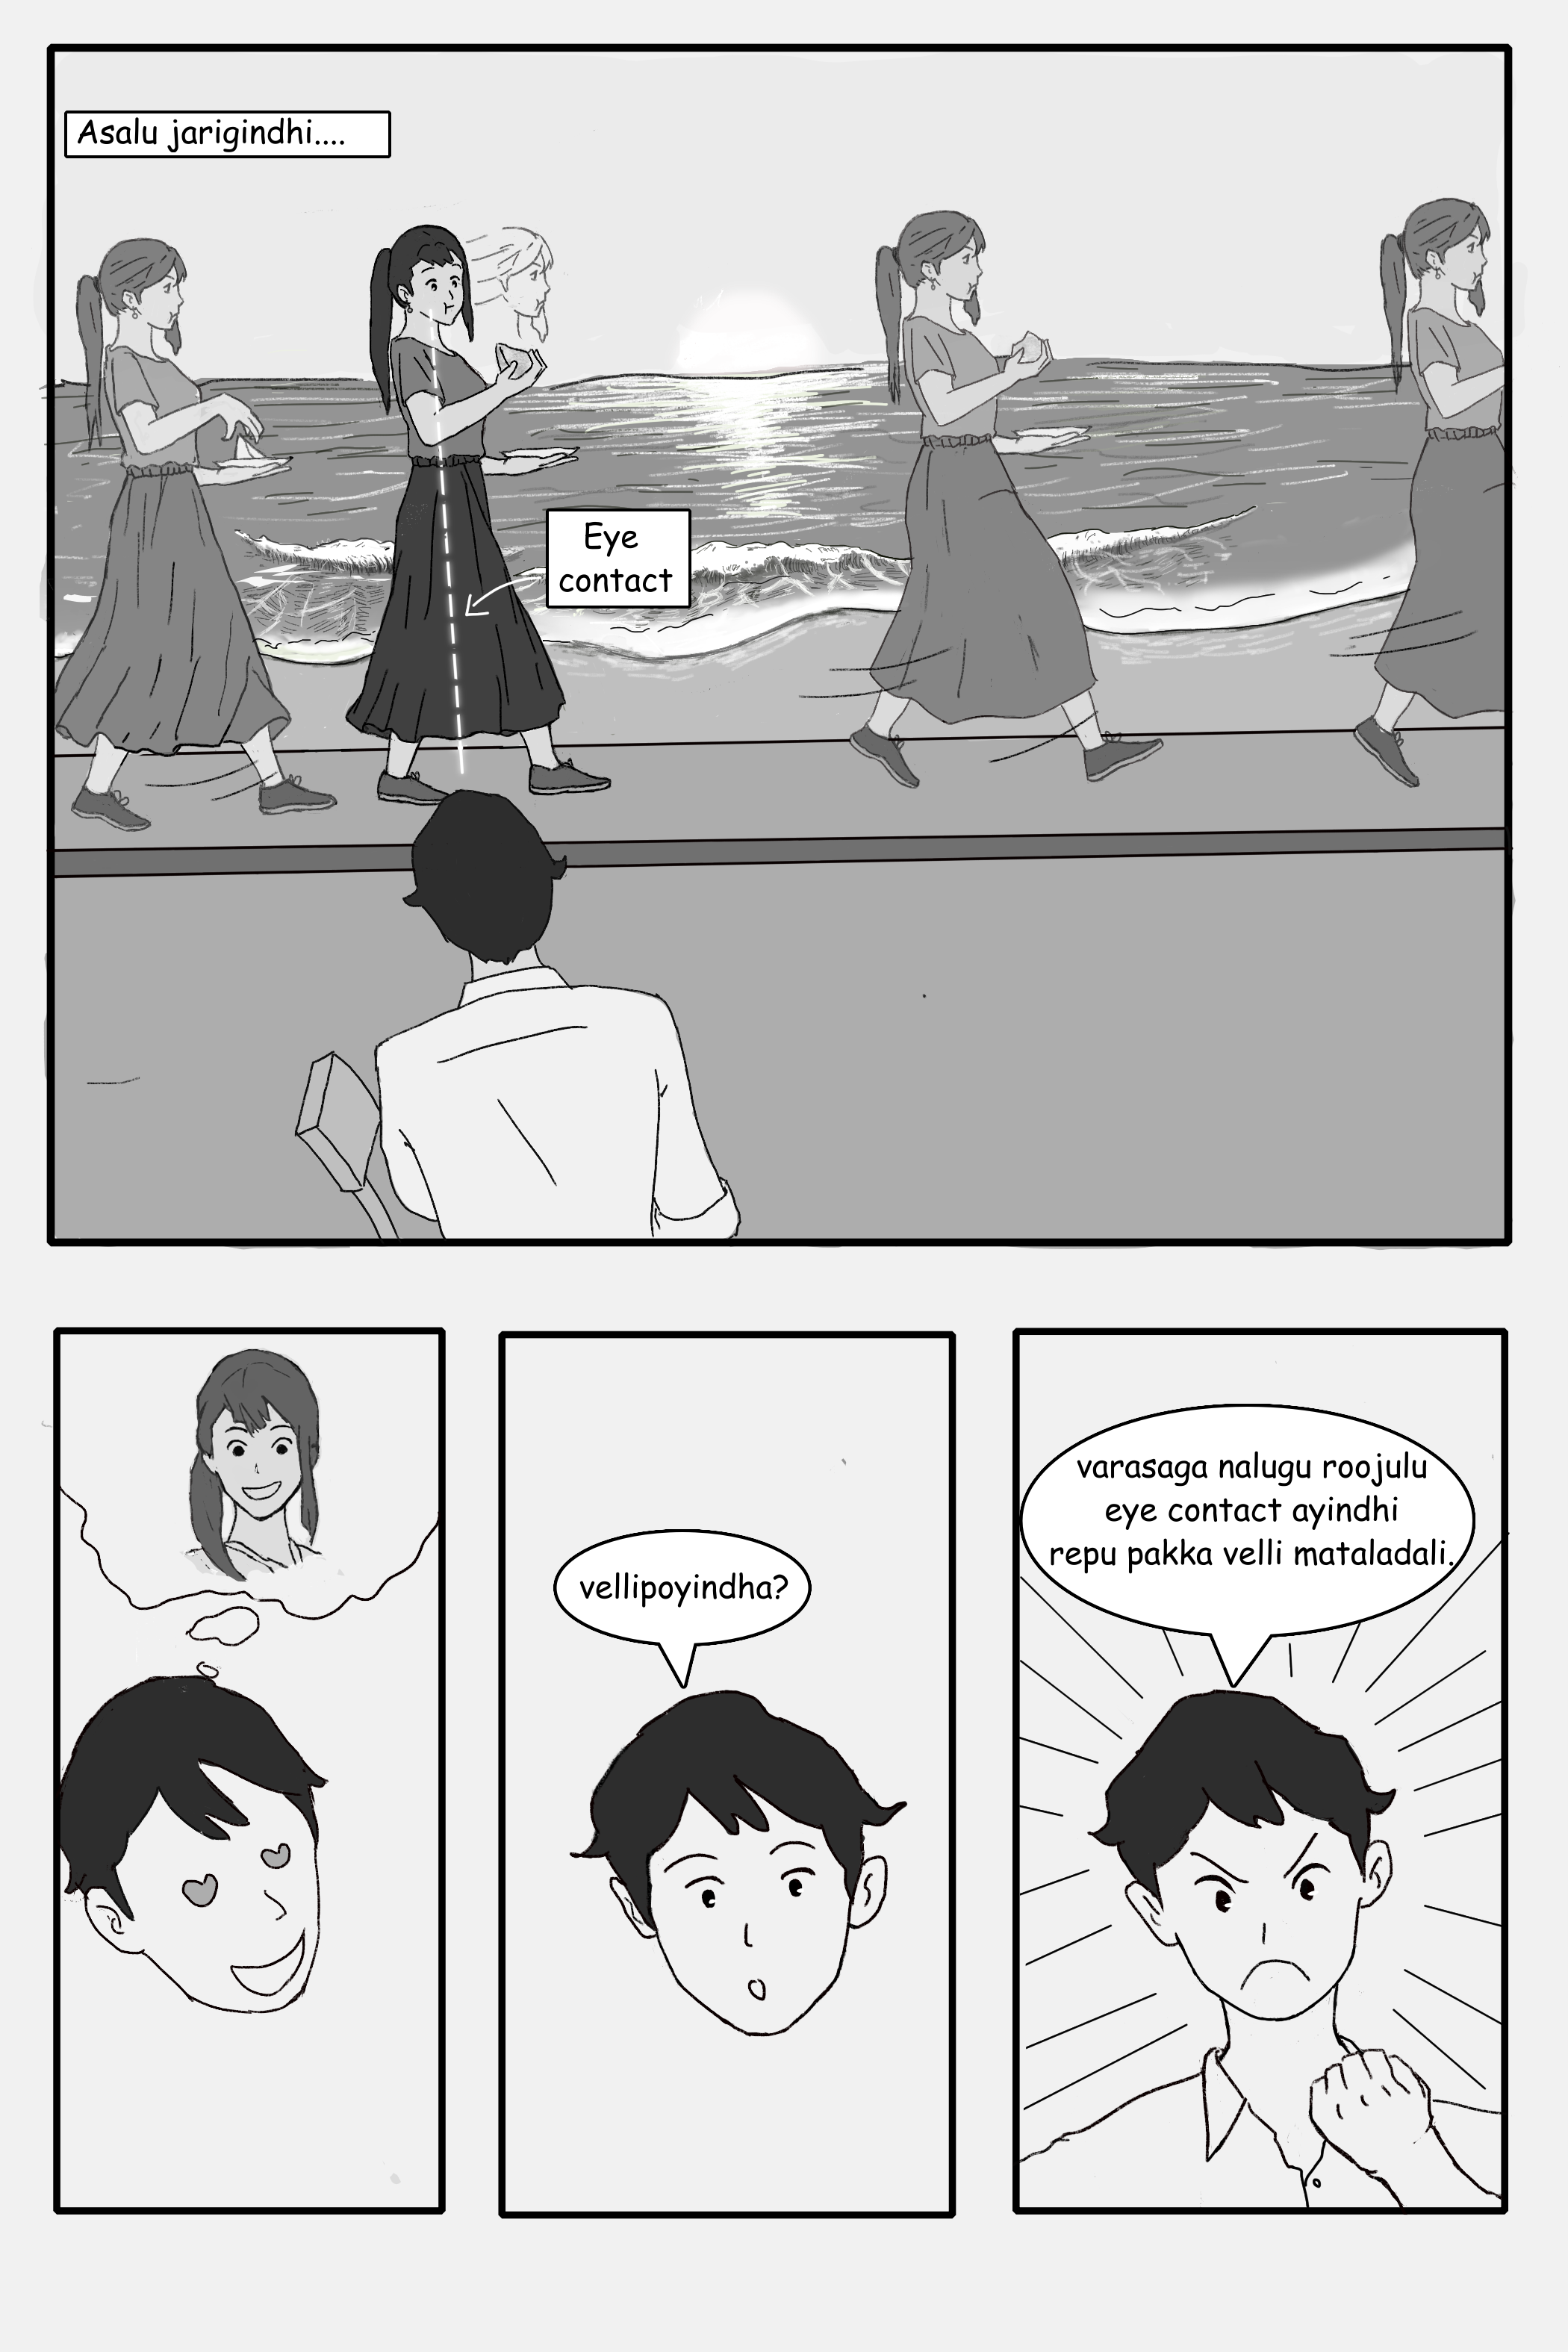 Asalu jarigindhi....
Eye
contact
vellipoyindha?
varasaga nalugu roojulu
eye contact ayindhi
repu pakka velli mataladali.